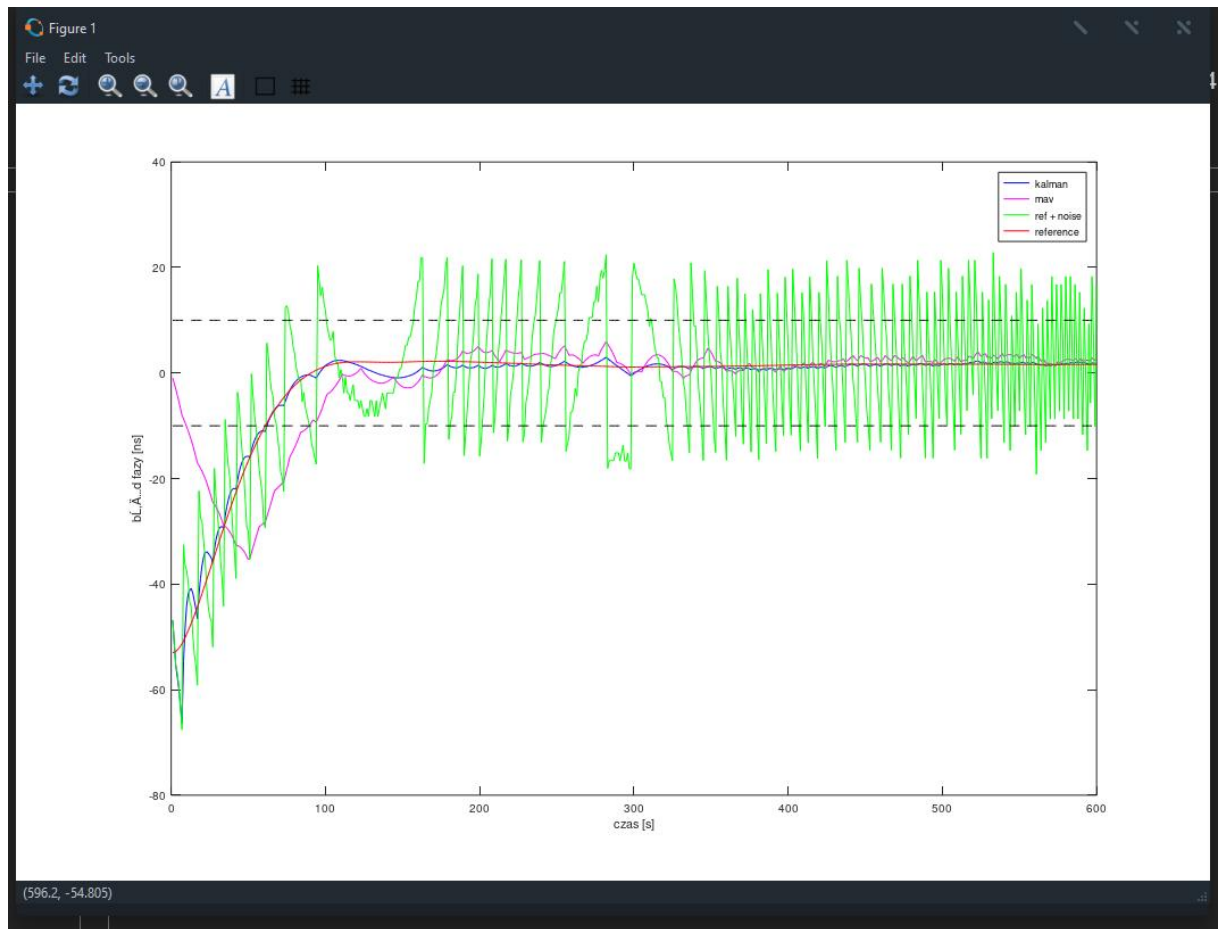 Figure 1
File Edit Tools
A
4
40
20
0
-20
-40
-60
-80
0 100 200 300 400 500 600
czas [s]
bĹ‚Ä…d fazy [ns]
kalman
mav
ref + noise
reference
(596.2, -54.805)